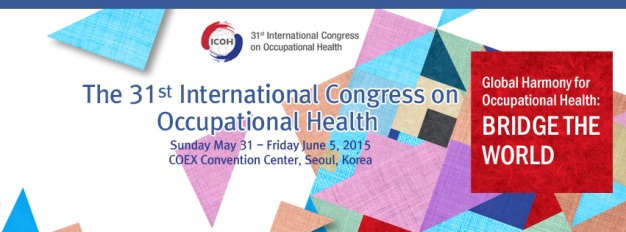 ICOH
31st International Congress
on Occupational Health
The 31st International Congress on
Occupational Health
Sunday May 31 – Friday June 5, 2015
COEX Convention Center, Seoul, Korea
Global Harmony for
Occupational Health:
BRIDGE THE
WORLD